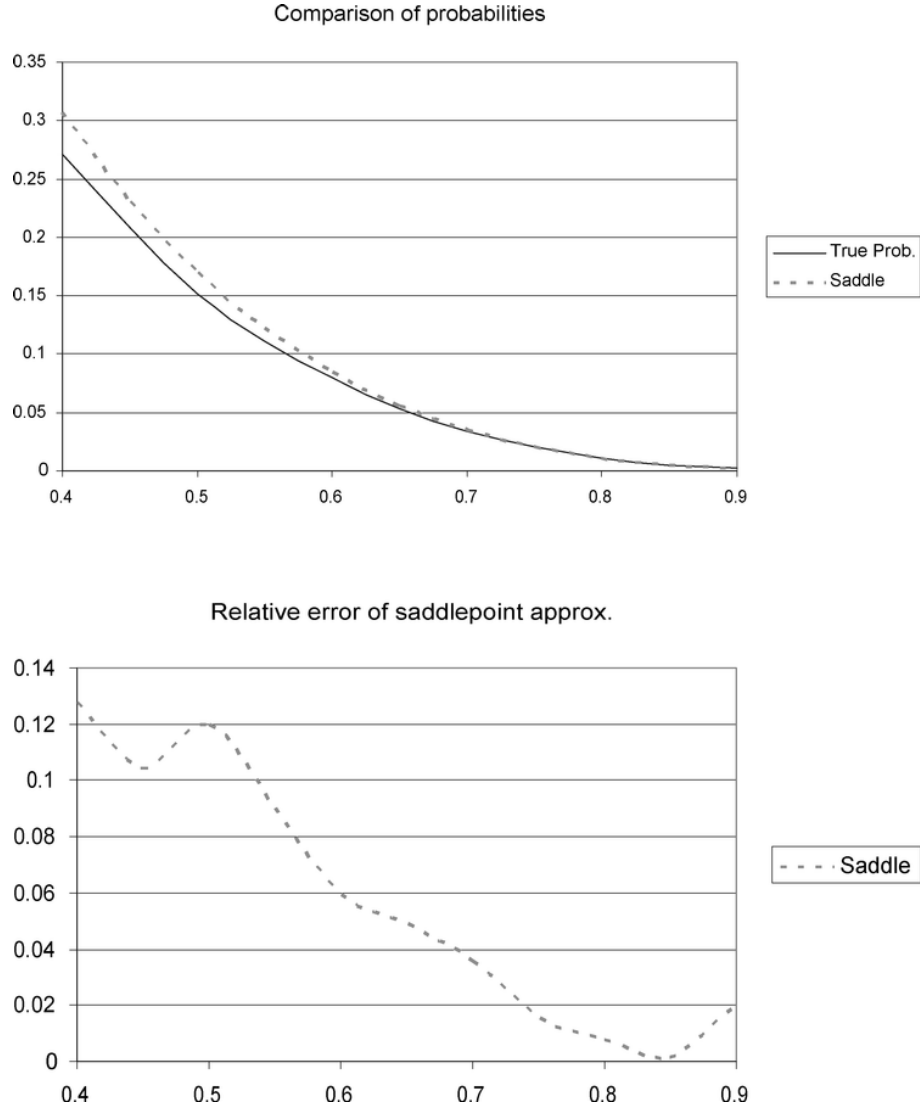 Comparison of probabilities
0.35
0.3
0.25
0.2
0.15
0.1
0.05
0
0.4 0.5 0.6 0.7 0.8 0.9
True Prob.
Saddle
Relative error of saddlepoint approx.
0.14
0.12
0.1
0.08
0.06
0.04
0.02
0
0.4 0.5 0.6 0.7 0.8 0.9
Saddle